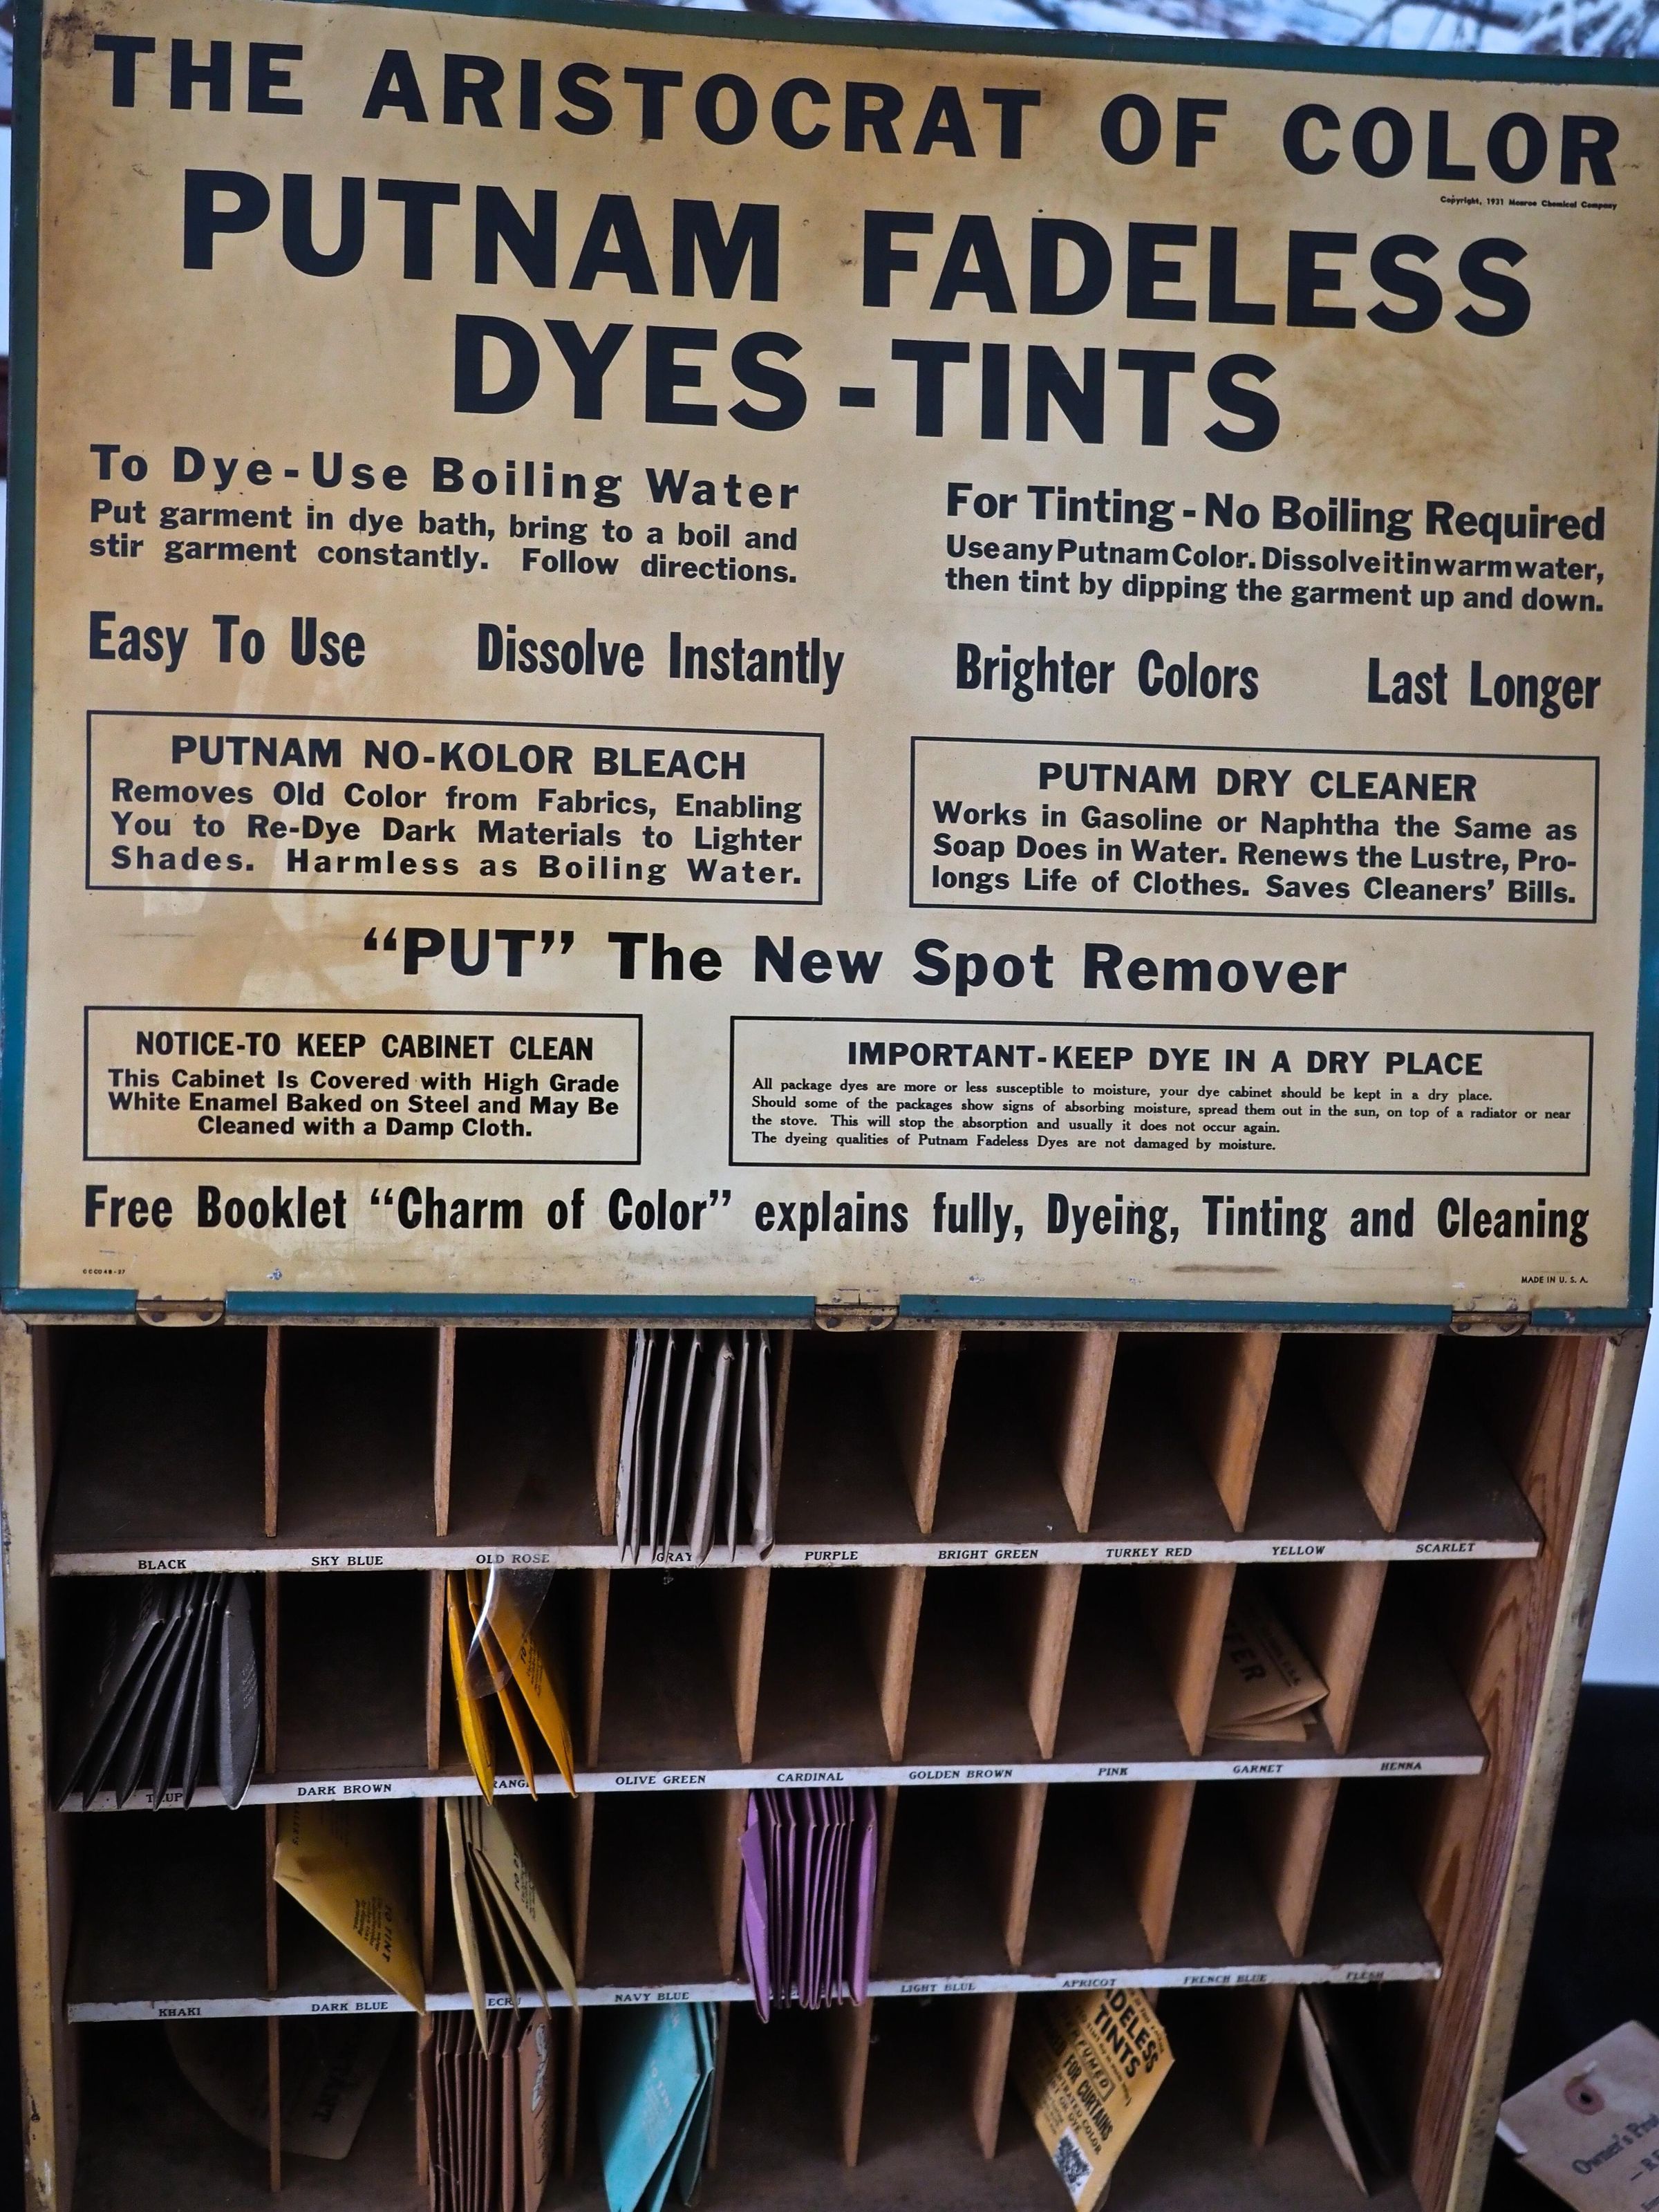 THE ARISTOCRAT OF COLOR
Copyright, 1931 Monroe Chemical Company
PUTNAM FADELESS
DYES-TINTS
To Dye-Use Boiling Water
Put garment in dye bath, bring to a boil and
stir garment constantly. Follow directions.
For Tinting-No Boiling Required
Use any Putnam Color. Dissolve it in warm water,
then tint by dipping the garment up and down.
Easy To Use Dissolve Instantly Brighter Colors Last Longer
PUTNAM NO-KOLOR BLEACH
Removes Old Color from Fabrics, Enabling
You to Re-Dye Dark Materials to Lighter
Shades. Harmless as Boiling Water.
PUTNAM DRY CLEANER
Works in Gasoline or Naphtha the Same as
Soap Does in Water. Renews the Lustre, Pro-
longs Life of Clothes. Saves Cleaners' Bills.
"PUT" The New Spot Remover
NOTICE-TO KEEP CABINET CLEAN
This Cabinet Is Covered with High Grade
White Enamel Baked on Steel and May Be
Cleaned with a Damp Cloth.
IMPORTANT-KEEP DYE IN A DRY PLACE
All package dyes are more or less susceptible to moisture, your dye cabinet should be kept in a dry place.
Should some of the packages show signs of absorbing moisture, spread them out in the sun, on top of a radiator or near
the stove. This will stop the absorption and usually it does not occur again.
The dyeing qualities of Putnam Fadeless Dyes are not damaged by moisture.
Free Booklet "Charm of Color" explains fully, Dyeing, Tinting and Cleaning
MADE IN U. S. A.
BLACK SKY BLUE OLD ROSE GRAY PURPLE BRIGHT GREEN TURKEY RED YELLOW SCARLET
DARK BROWN RANG OLIVE GREEN CARDINAL GOLDEN BROWN PINK GARNET HENNA
TO TINT
KHAKI DARK BLUE ECRU NAVY BLUE LIGHT BLUE APRICOT FRENCH BLUE FLESH
ADELESS
TINTS
FOR CURTAINS
Owner's